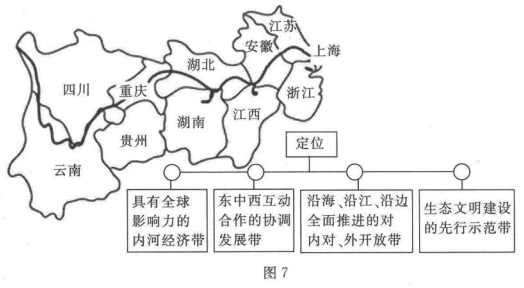 江苏
安徽
上海
湖北
四川
重庆
浙江
江西
湖南
贵州
云南
定位
具有全球
影响力的
内河经济带
东中西互动
合作的协调
发展带
沿海、沿江、沿边
全面推进的对
内对、外开放带
生态文明建设
的先行示范带
图7